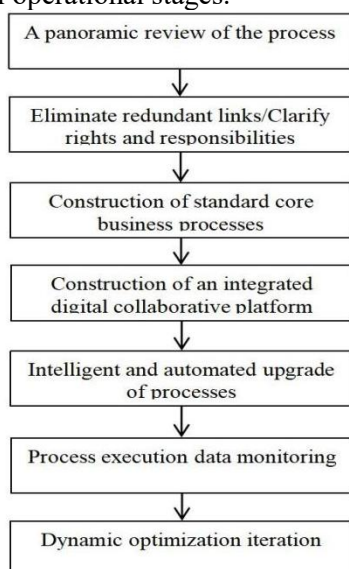 operational stages.
A panoramic review of the process
Eliminate redundant links/Clarify
rights and responsibilities
Construction of standard core
business processes
Construction of an integrated
digital collaborative platform
Intelligent and automated upgrade
of processes
Process execution data monitoring
Dynamic optimization iteration